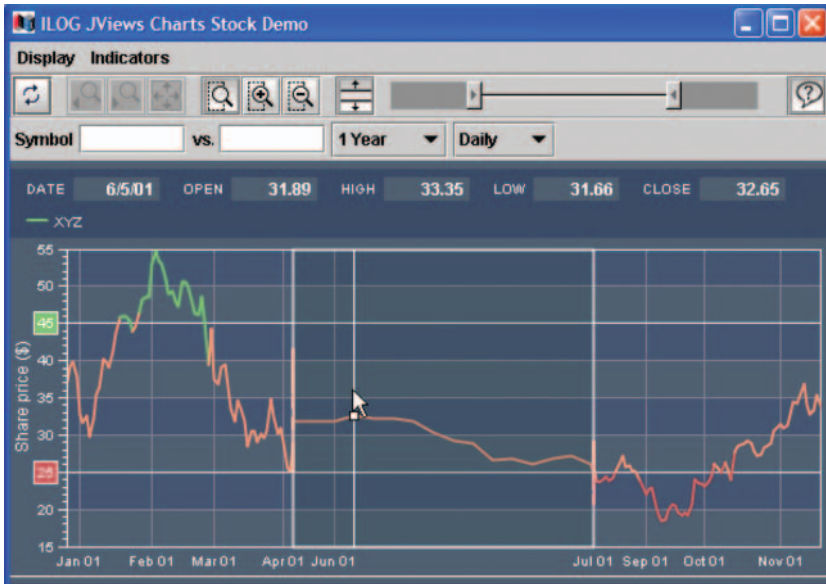 ILOG JViews Charts Stock Demo
Display Indicators
Symbol vs. 1 Year Daily
DATE 6/5/01 OPEN 31.89 HIGH 33.35 LOW 31.66 CLOSE 32.65
XYZ
Share price ($)
55
50
45
40
35
30
25
20
15
Jan 01 Feb 01 Mar 01 Apr 01 Jun 01 Jul 01 Sep 01 Oct 01 Nov 01